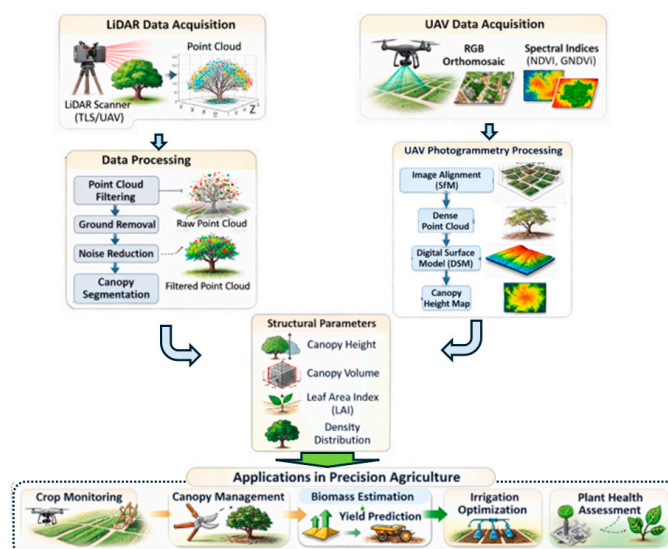 LiDAR Data Acquisition
Point Cloud
LiDAR Scanner
(TLS/UAV)
Z
UAV Data Acquisition
RGB
Orthomosaic
Spectral Indices
(NDVI, GNDVi)
Data Processing
Point Cloud
Filtering
Ground Removal
Noise Reduction
Canopy
Segmentation
Raw Point Cloud
Filtered Point Cloud
UAV Photogrammetry Processing
Image Alignment
(SfM)
Dense
Point Cloud
Digital Surface
Model (DSM)
Canopy
Height Map
Structural Parameters
Canopy Height
Canopy Volume
Leaf Area Index
(LAI)
Density
Distribution
Applications in Precision Agriculture
Crop Monitoring
Canopy Management
Biomass Estimation
Yield Prediction
Irrigation
Optimization
Plant Health
Assessment